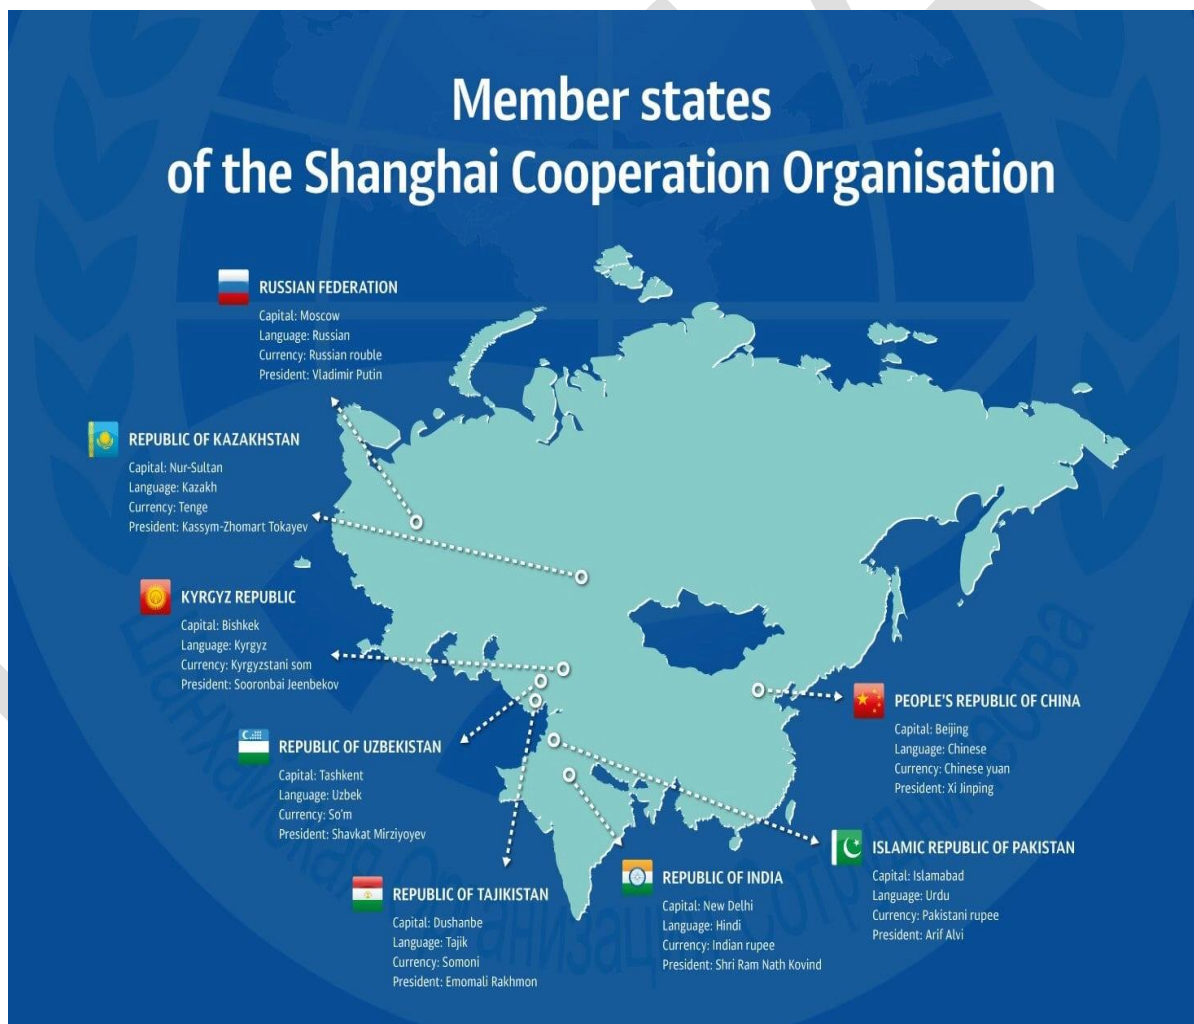 Member states
of the Shanghai Cooperation Organisation
RUSSIAN FEDERATION
Capital: Moscow
Language: Russian
Currency: Russian rouble
President: Vladimir Putin
REPUBLIC OF KAZAKHSTAN
Capital: Nur-Sultan
Language: Kazakh
Currency: Tenge
President: Kassym-Zhomart Tokayev
KYRGYZ REPUBLIC
Capital: Bishkek
Language: Kyrgyz
Currency: Kyrgyzstani som
President: Sooronbai Jeenbekov
REPUBLIC OF UZBEKISTAN
Capital: Tashkent
Language: Uzbek
Currency: So'm
President: Shavkat Mirziyoyev
REPUBLIC OF TAJIKISTAN
Capital: Dushanbe
Language: Tajik
Currency: Somoni
President: Emomali Rakhmon
REPUBLIC OF INDIA
Capital: New Delhi
Language: Hindi
Currency: Indian rupee
President: Shri Ram Nath Kovind
PEOPLE'S REPUBLIC OF CHINA
Capital: Beijing
Language: Chinese
Currency: Chinese yuan
President: Xi Jinping
ISLAMIC REPUBLIC OF PAKISTAN
Capital: Islamabad
Language: Urdu
Currency: Pakistani rupee
President: Arif Alvi